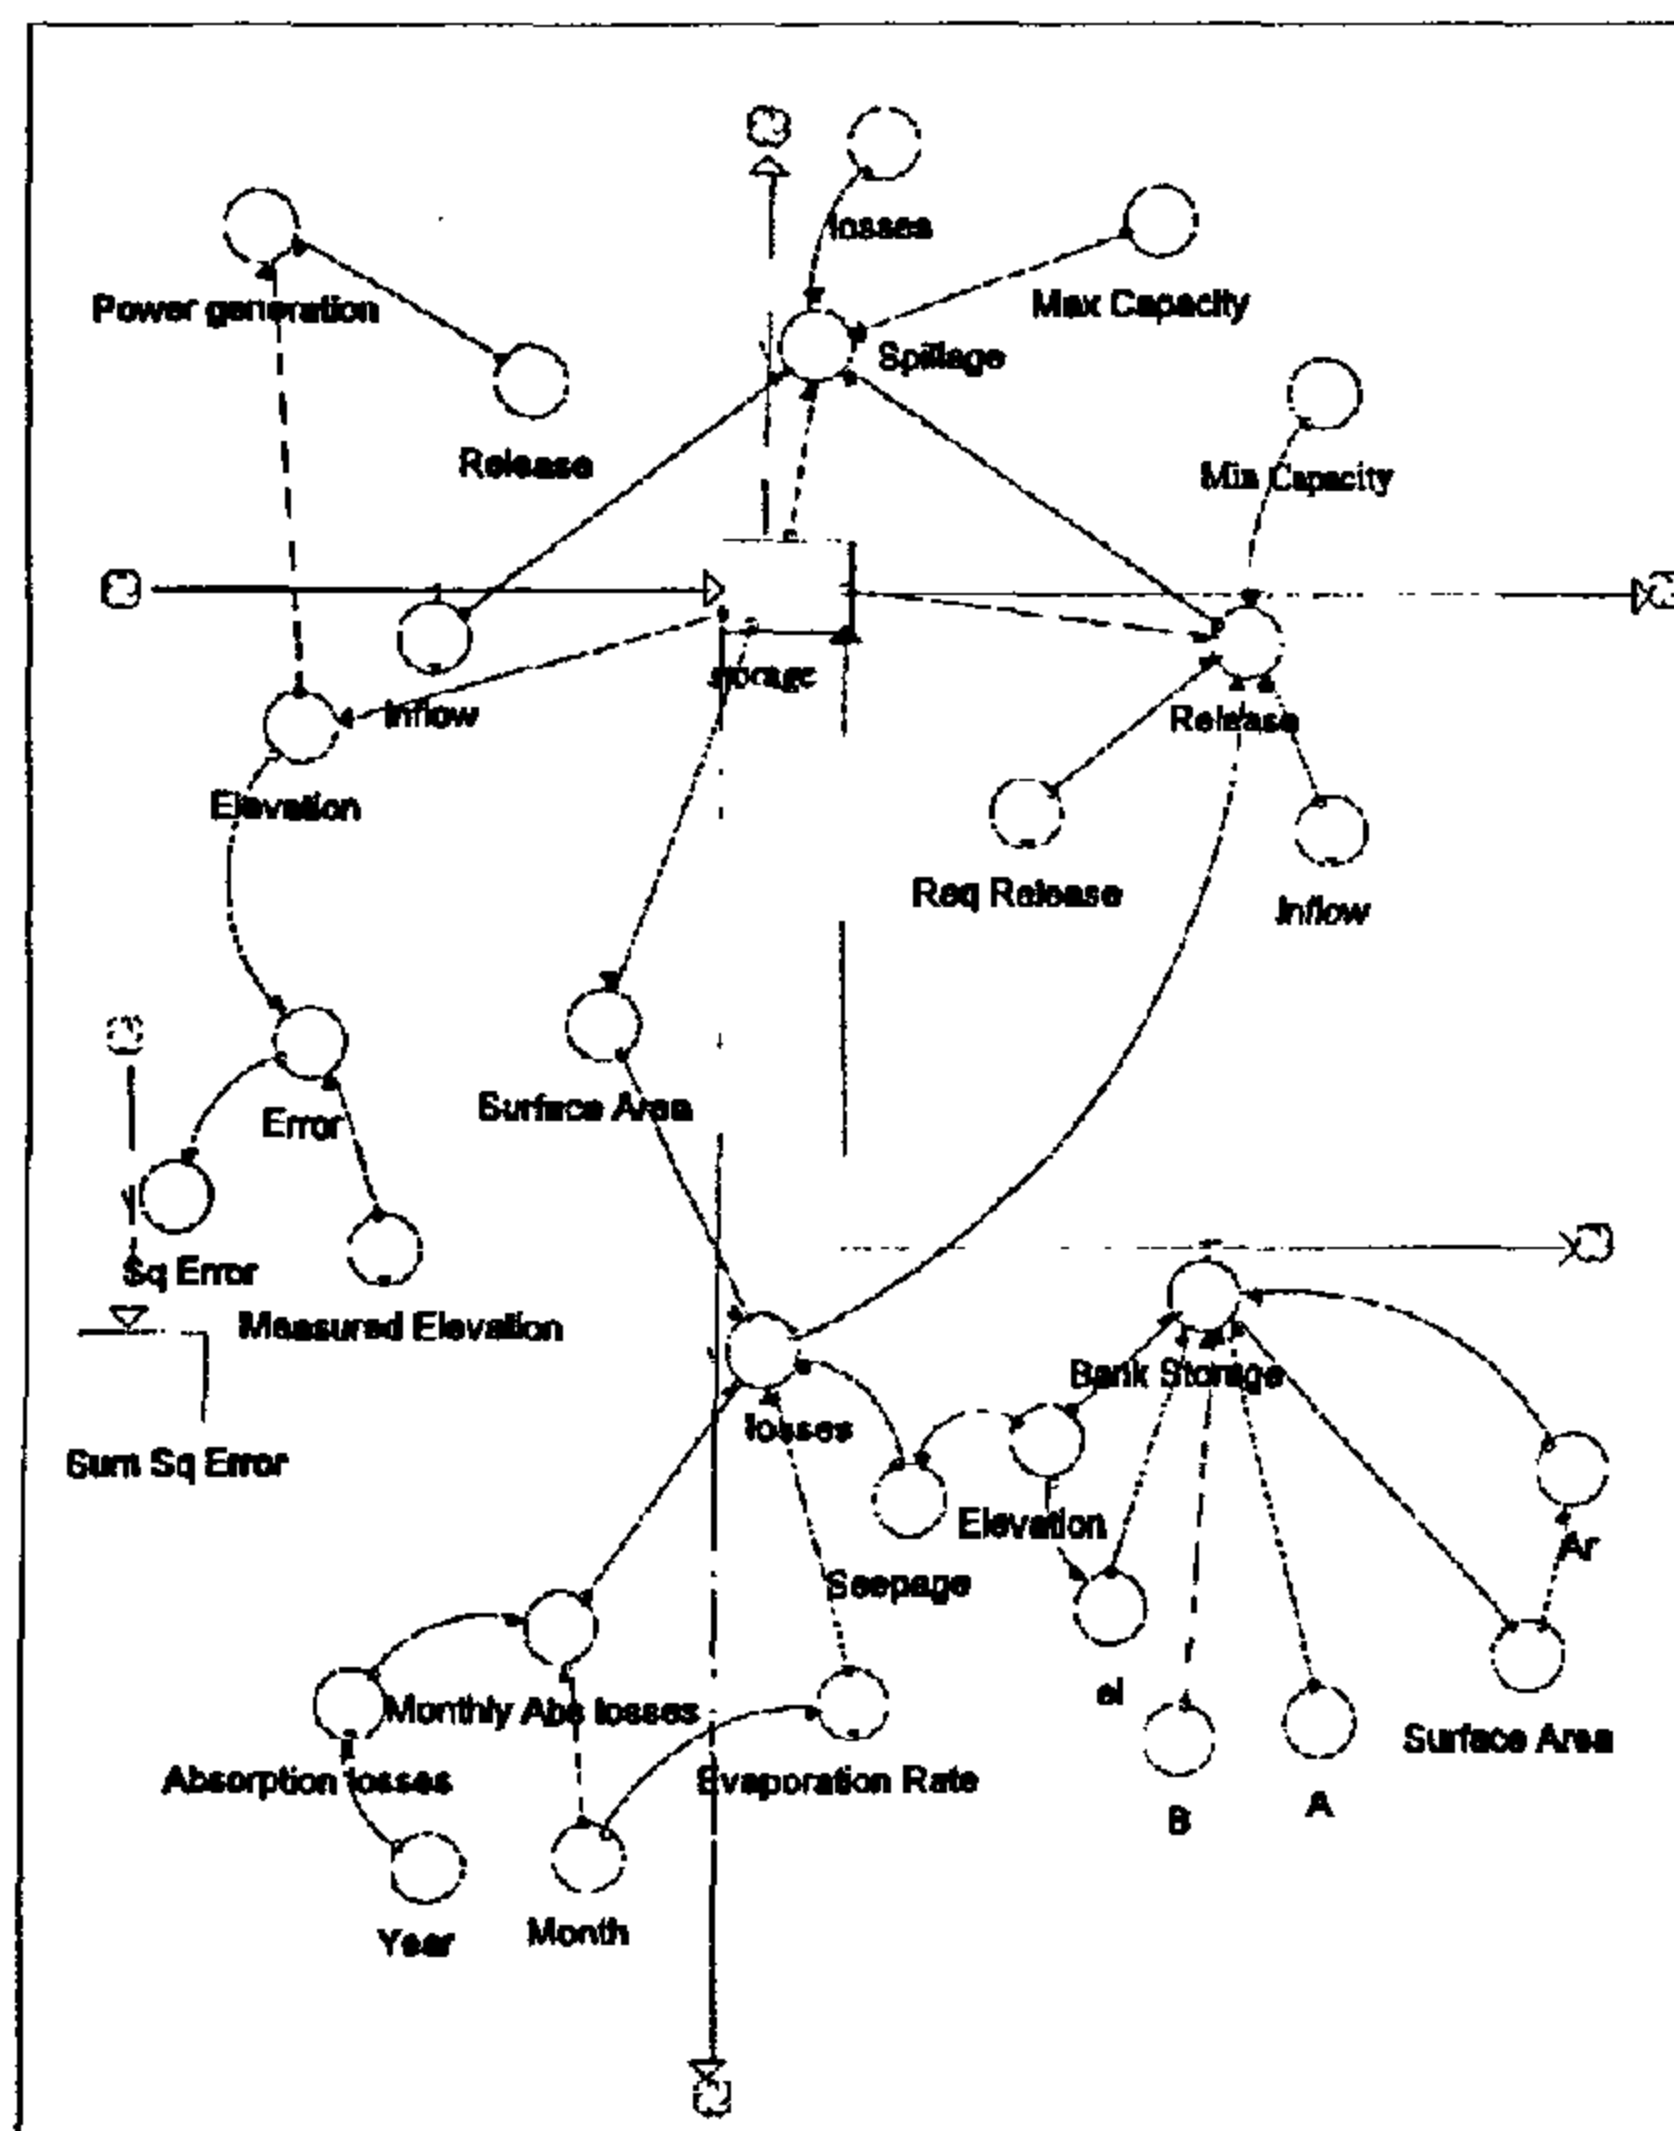 losses
Max Capacity
Power generation
Spillage
Release
Min Capacity
storage
Inflow
Release
Elevation
Req Release
Inflow
Surface Area
Error
Sq Error
Measured Elevation
Bank Storage
losses
Sum Sq Error
Elevation
Ar
Seepage
el
Monthly Abs losses
Surface Area
Absorption losses
Evaporation Rate
B
A
Year
Month